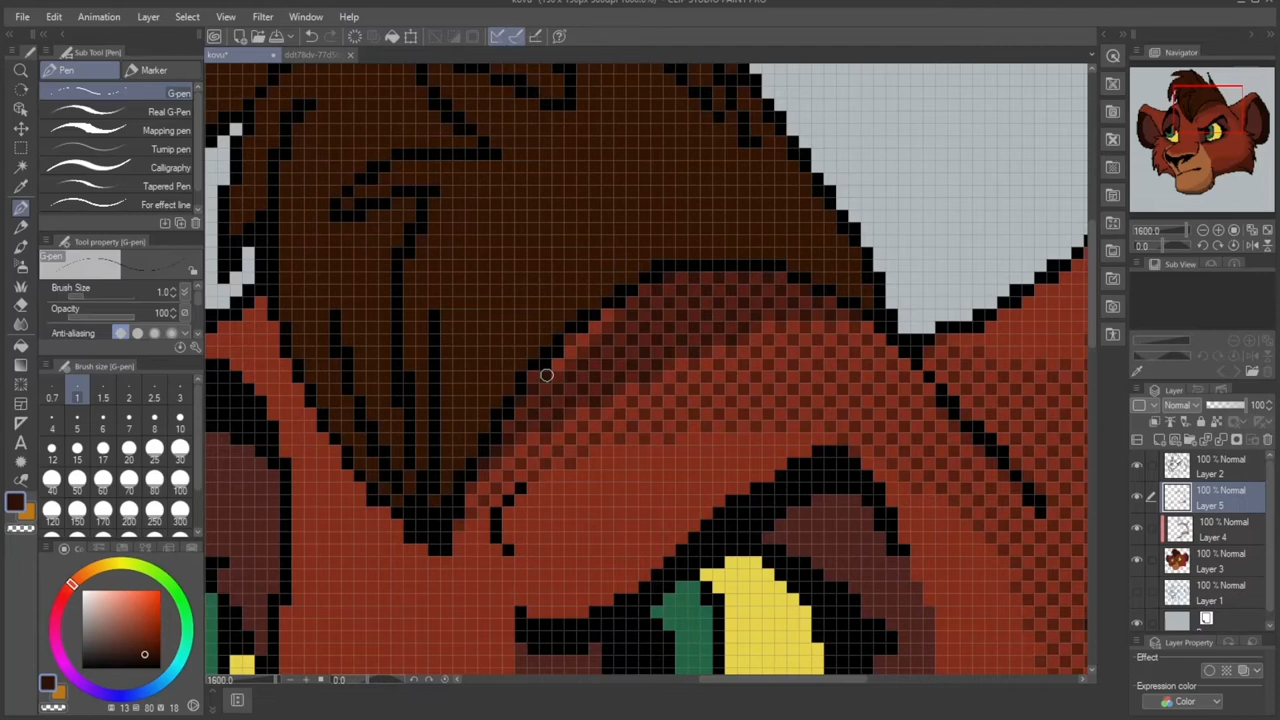 File Edit Animation Layer Select View Filter Window Help
kovu*
Sub Tool [Pen]
Navigator
Pen
Marker
G-pen
Real G-Pen
Mapping pen
Turnip pen
Calligraphy
Tapered Pen
For effect line
1600.0
0.0
Tool property [G-pen]
G-pen
Sub View
Brush Size 1.0
Opacity 100
Anti-aliasing
Brush size [G-pen]
0.7 1 1.5 2 2.5 3
4 5 6 7 8 10
12 15 17 20 25 30
40 50 60 70 80 100
120 150 170 200 250 300
Layer
Normal 100
100 % Normal
Layer 2
100 % Normal
Layer 5
100 % Normal
Layer 4
100 % Normal
Layer 3
100 % Normal
Layer 1
Layer Property
Effect
Expression color
Color
1600.0 0.0
13 80 18